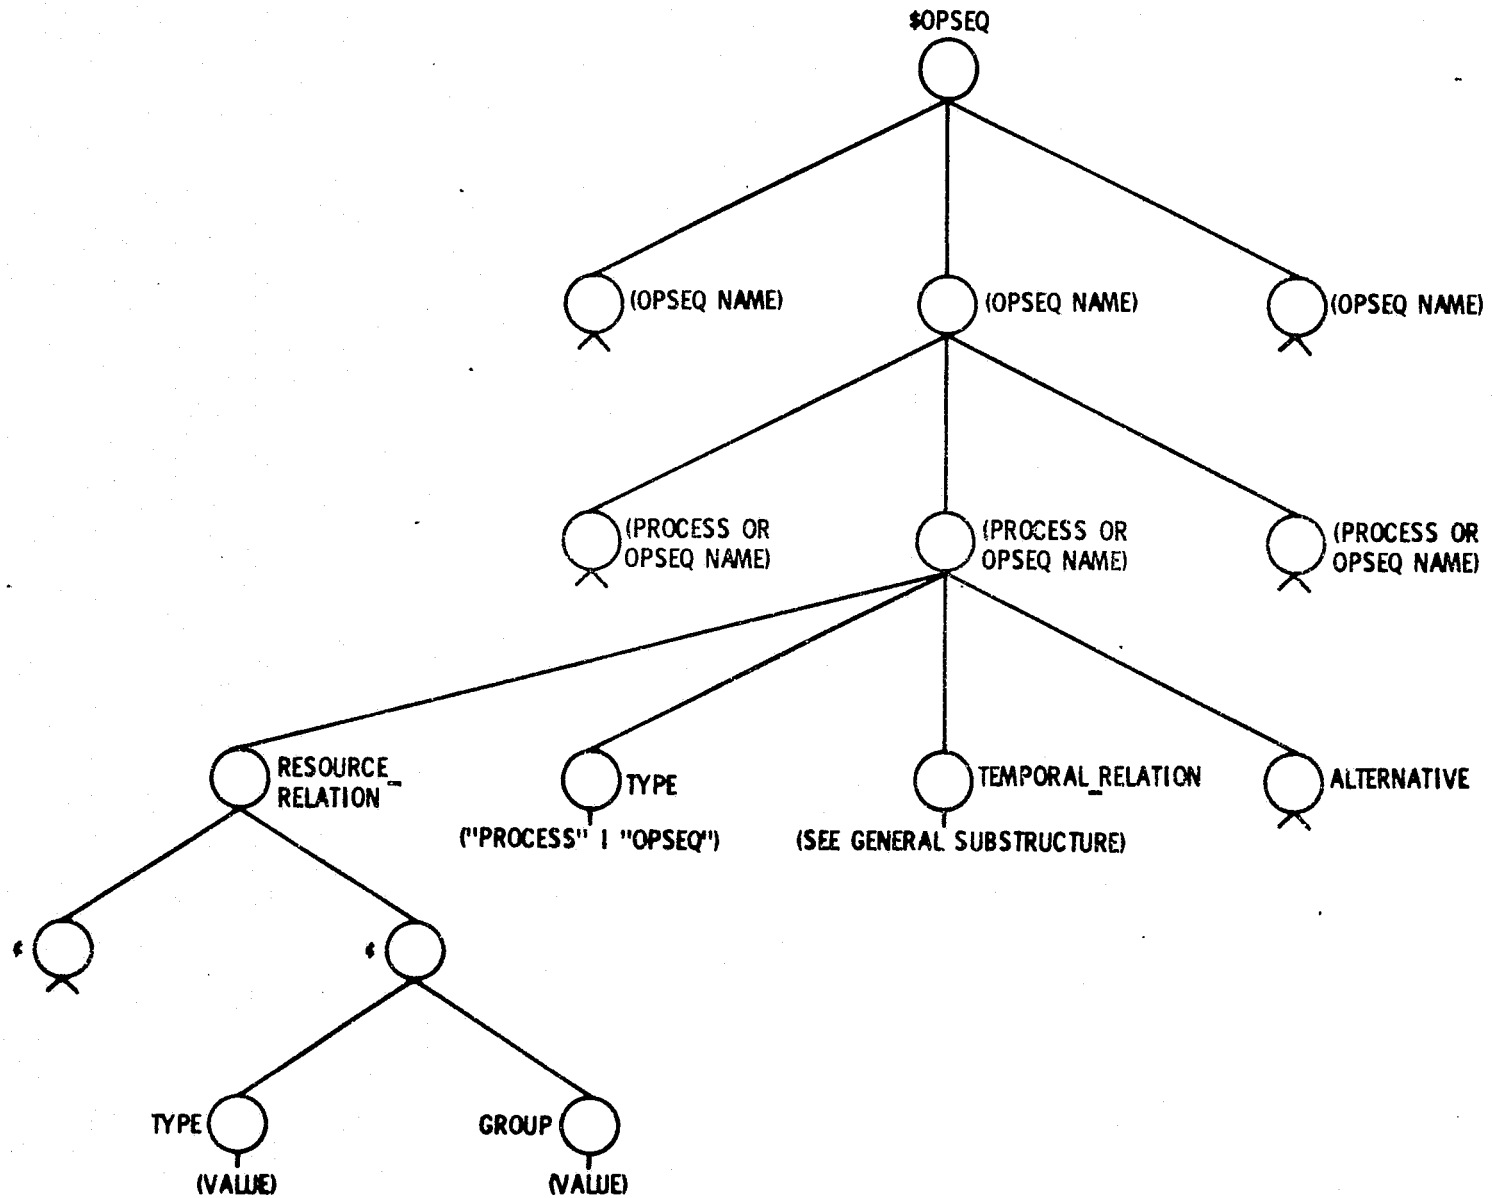 $OPSEQ
(OPSEQ NAME)
(OPSEQ NAME)
(OPSEQ NAME)
(PROCESS OR
OPSEQ NAME)
(PROCESS OR
OPSEQ NAME)
(PROCESS OR
OPSEQ NAME)
RESOURCE_
RELATION
TYPE
("PROCESS" | "OPSEQ")
TEMPORAL_RELATION
(SEE GENERAL SUBSTRUCTURE)
ALTERNATIVE
¢
¢
TYPE
(VALUE)
GROUP
(VALUE)